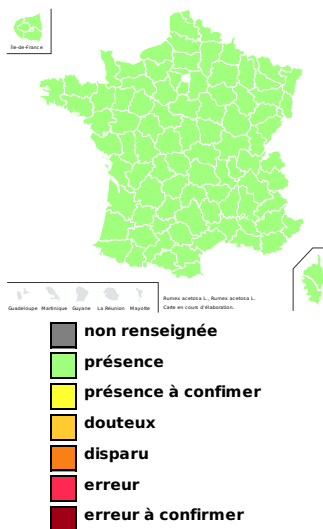 Île-de-France
Guadeloupe Martinique Guyane La Réunion Mayotte
Rumex acetosa L., Rumex acetosa L.
Carte en cours d'élaboration.
non renseignée
présence
présence à confimer
douteux
disparu
erreur
erreur à confirmer